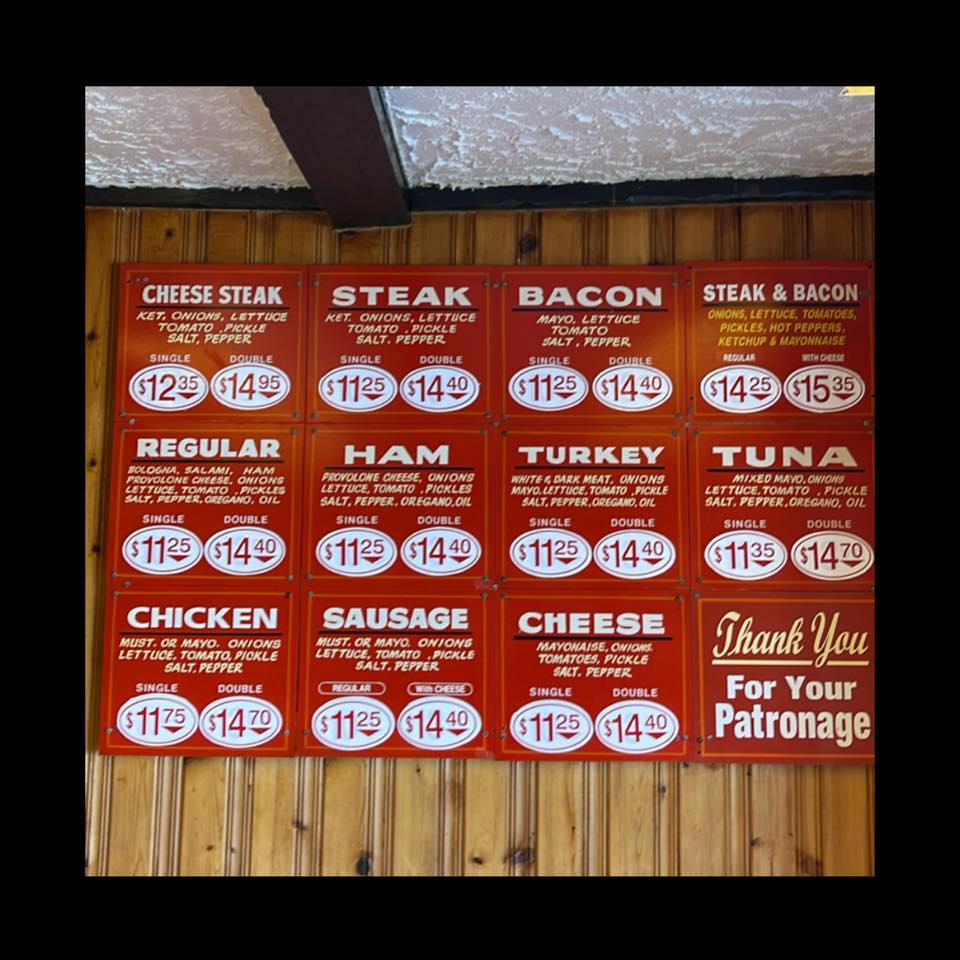 CHEESE STEAK
KET. ONIONS, LETTUCE
TOMATO , PICKLE
SALT, PEPPER
SINGLE DOUBLE
$12.35 $14.95
STEAK
KET. ONIONS, LETTUCE
TOMATO , PICKLE
SALT. PEPPER
SINGLE DOUBLE
$11.25 $14.40
BACON
MAYO, LETTUCE
TOMATO
SALT , PEPPER
SINGLE DOUBLE
$11.25 $14.40
STEAK & BACON
ONIONS, LETTUCE, TOMATOES,
PICKLES, HOT PEPPERS,
KETCHUP & MAYONNAISE
REGULAR WITH CHEESE
$14.25 $15.35
REGULAR
BOLOGNA, SALAMI, HAM
PROVOLONE CHEESE, ONIONS
LETTUCE, TOMATO , PICKLES
SALT, PEPPER, OREGANO, OIL
SINGLE DOUBLE
$11.25 $14.40
HAM
PROVOLONE CHEESE, ONIONS
LETTUCE, TOMATO , PICKLES
SALT, PEPPER, OREGANO, OIL
SINGLE DOUBLE
$11.25 $14.40
TURKEY
WHITE & DARK MEAT, ONIONS
MAYO, LETTUCE, TOMATO , PICKLE
SALT, PEPPER, OREGANO, OIL
SINGLE DOUBLE
$11.25 $14.40
TUNA
MIXED MAYO, ONIONS
LETTUCE, TOMATO , PICKLE
SALT, PEPPER, OREGANO, OIL
SINGLE DOUBLE
$11.35 $14.70
CHICKEN
MUST. OR MAYO. ONIONS
LETTUCE, TOMATO, PICKLE
SALT. PEPPER
SINGLE DOUBLE
$11.75 $14.70
SAUSAGE
MUST. OR MAYO. ONIONS
LETTUCE, TOMATO , PICKLE
SALT. PEPPER
REGULAR With CHEESE
$11.25 $14.40
CHEESE
MAYONAISE, ONIONS.
TOMATOES, PICKLE
SALT. PEPPER
SINGLE DOUBLE
$11.25 $14.40
Thank You
For Your
Patronage